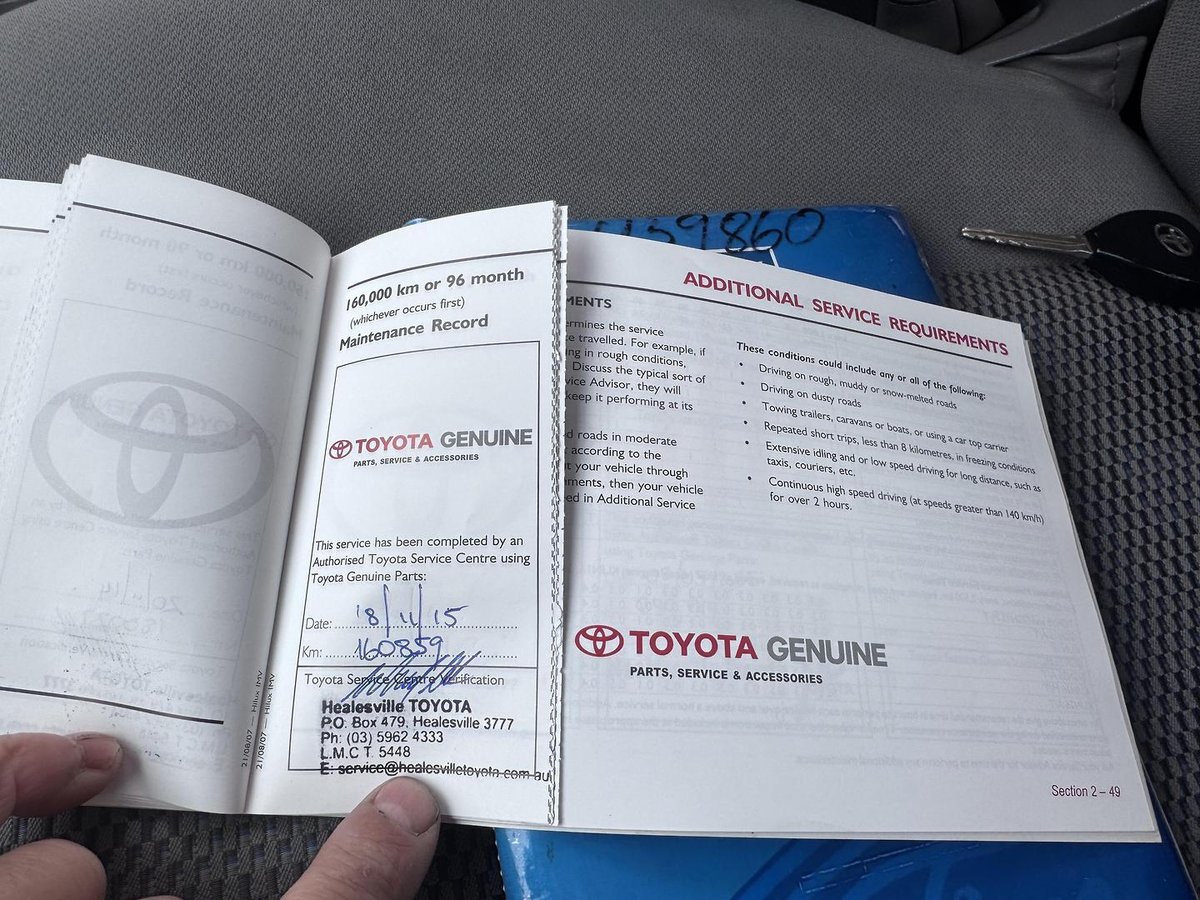 160,000 km or 96 month
(whichever occurs first)
Maintenance Record
TOYOTA GENUINE
PARTS, SERVICE & ACCESSORIES
This service has been completed by an
Authorised Toyota Service Centre using
Toyota Genuine Parts:
Date: 18/11/15
Km: 160859
Toyota Service Centre Verification
Healesville TOYOTA
P.O. Box 479, Healesville 3777
Ph: (03) 5962 4333
L.M.C T. 5448
E: service@healesvilletoyota.com.au
21/08/07 – Hilux IMV
21/08/07 – Hilux IMV
59860
ADDITIONAL SERVICE REQUIREMENTS
MENTS
ermines the service
ce travelled. For example, if
ing in rough conditions,
Discuss the typical sort of
vice Advisor, they will
keep it performing at its
d roads in moderate
according to the
ut your vehicle through
nments, then your vehicle
ed in Additional Service
These conditions could include any or all of the following:
• Driving on rough, muddy or snow-melted roads
• Driving on dusty roads
• Towing trailers, caravans or boats, or using a car top carrier
• Repeated short trips, less than 8 kilometres, in freezing conditions
• Extensive idling and or low speed driving for long distance, such as
taxis, couriers, etc.
• Continuous high speed driving (at speeds greater than 140 km/h)
for over 2 hours.
TOYOTA GENUINE
PARTS, SERVICE & ACCESSORIES
Section 2 – 49